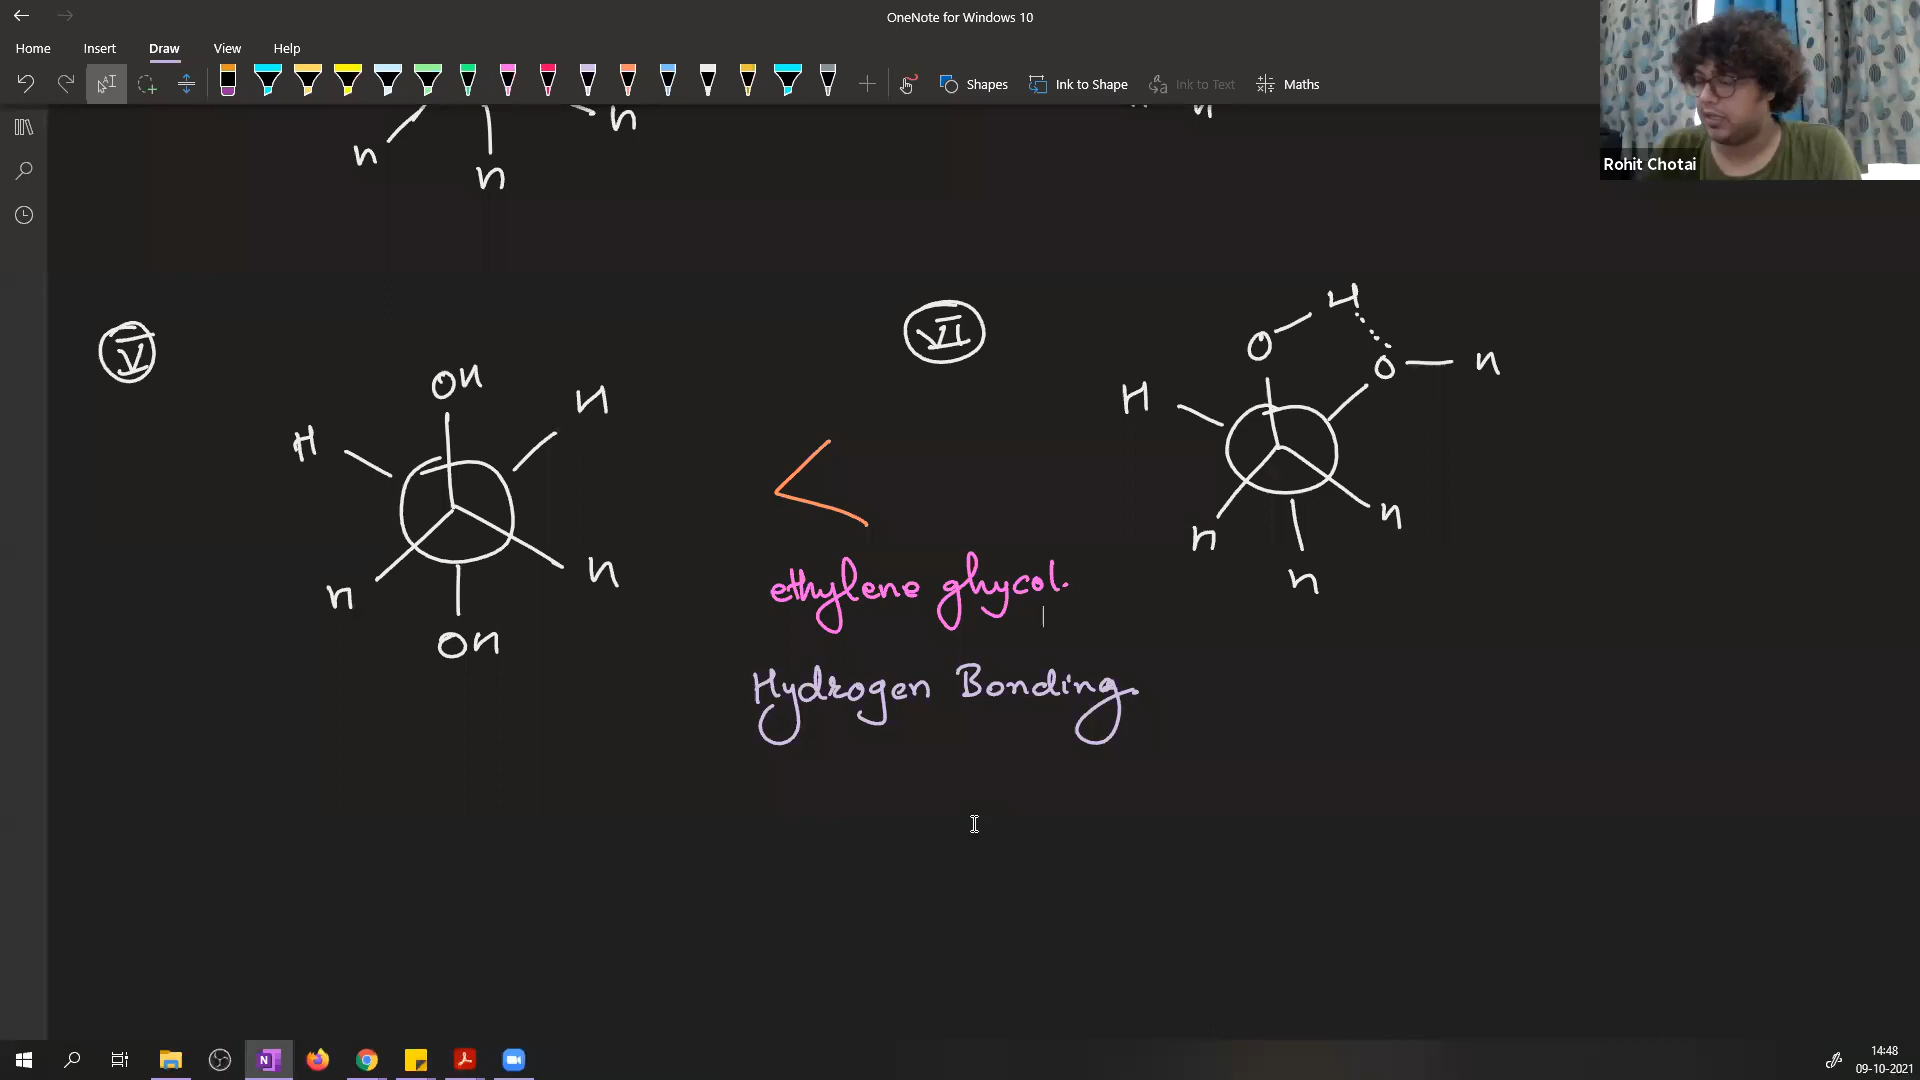 OneNote for Windows 10
Home Insert Draw View Help
Shapes Ink to Shape Ink to Text Maths
Rohit Chotai
H
H H
H
V
OH
H H
H H
OH
<
VI
H
O
O H
H
H H
H
ethylene glycol.
Hydrogen Bonding.
14:48
09-10-2021